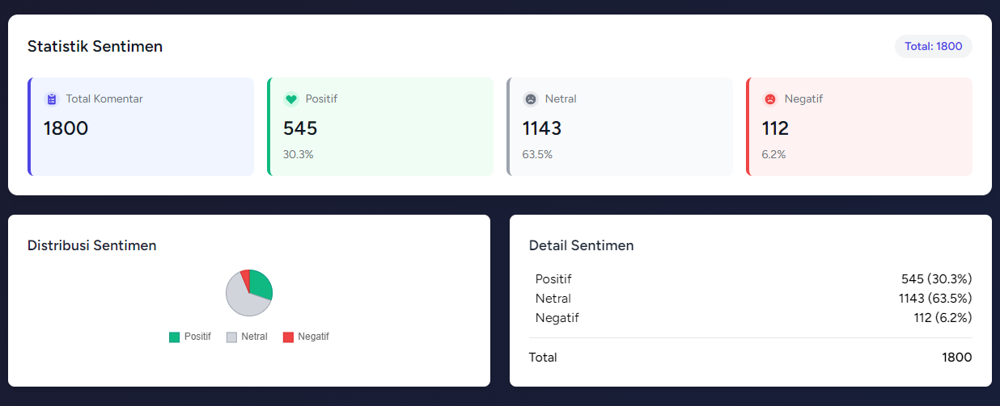 Statistik Sentimen
Total: 1800
Total Komentar
1800
Positif
545
30.3%
Netral
1143
63.5%
Negatif
112
6.2%
Distribusi Sentimen
Positif
Netral
Negatif
Detail Sentimen
Positif 545 (30.3%)
Netral 1143 (63.5%)
Negatif 112 (6.2%)
Total 1800